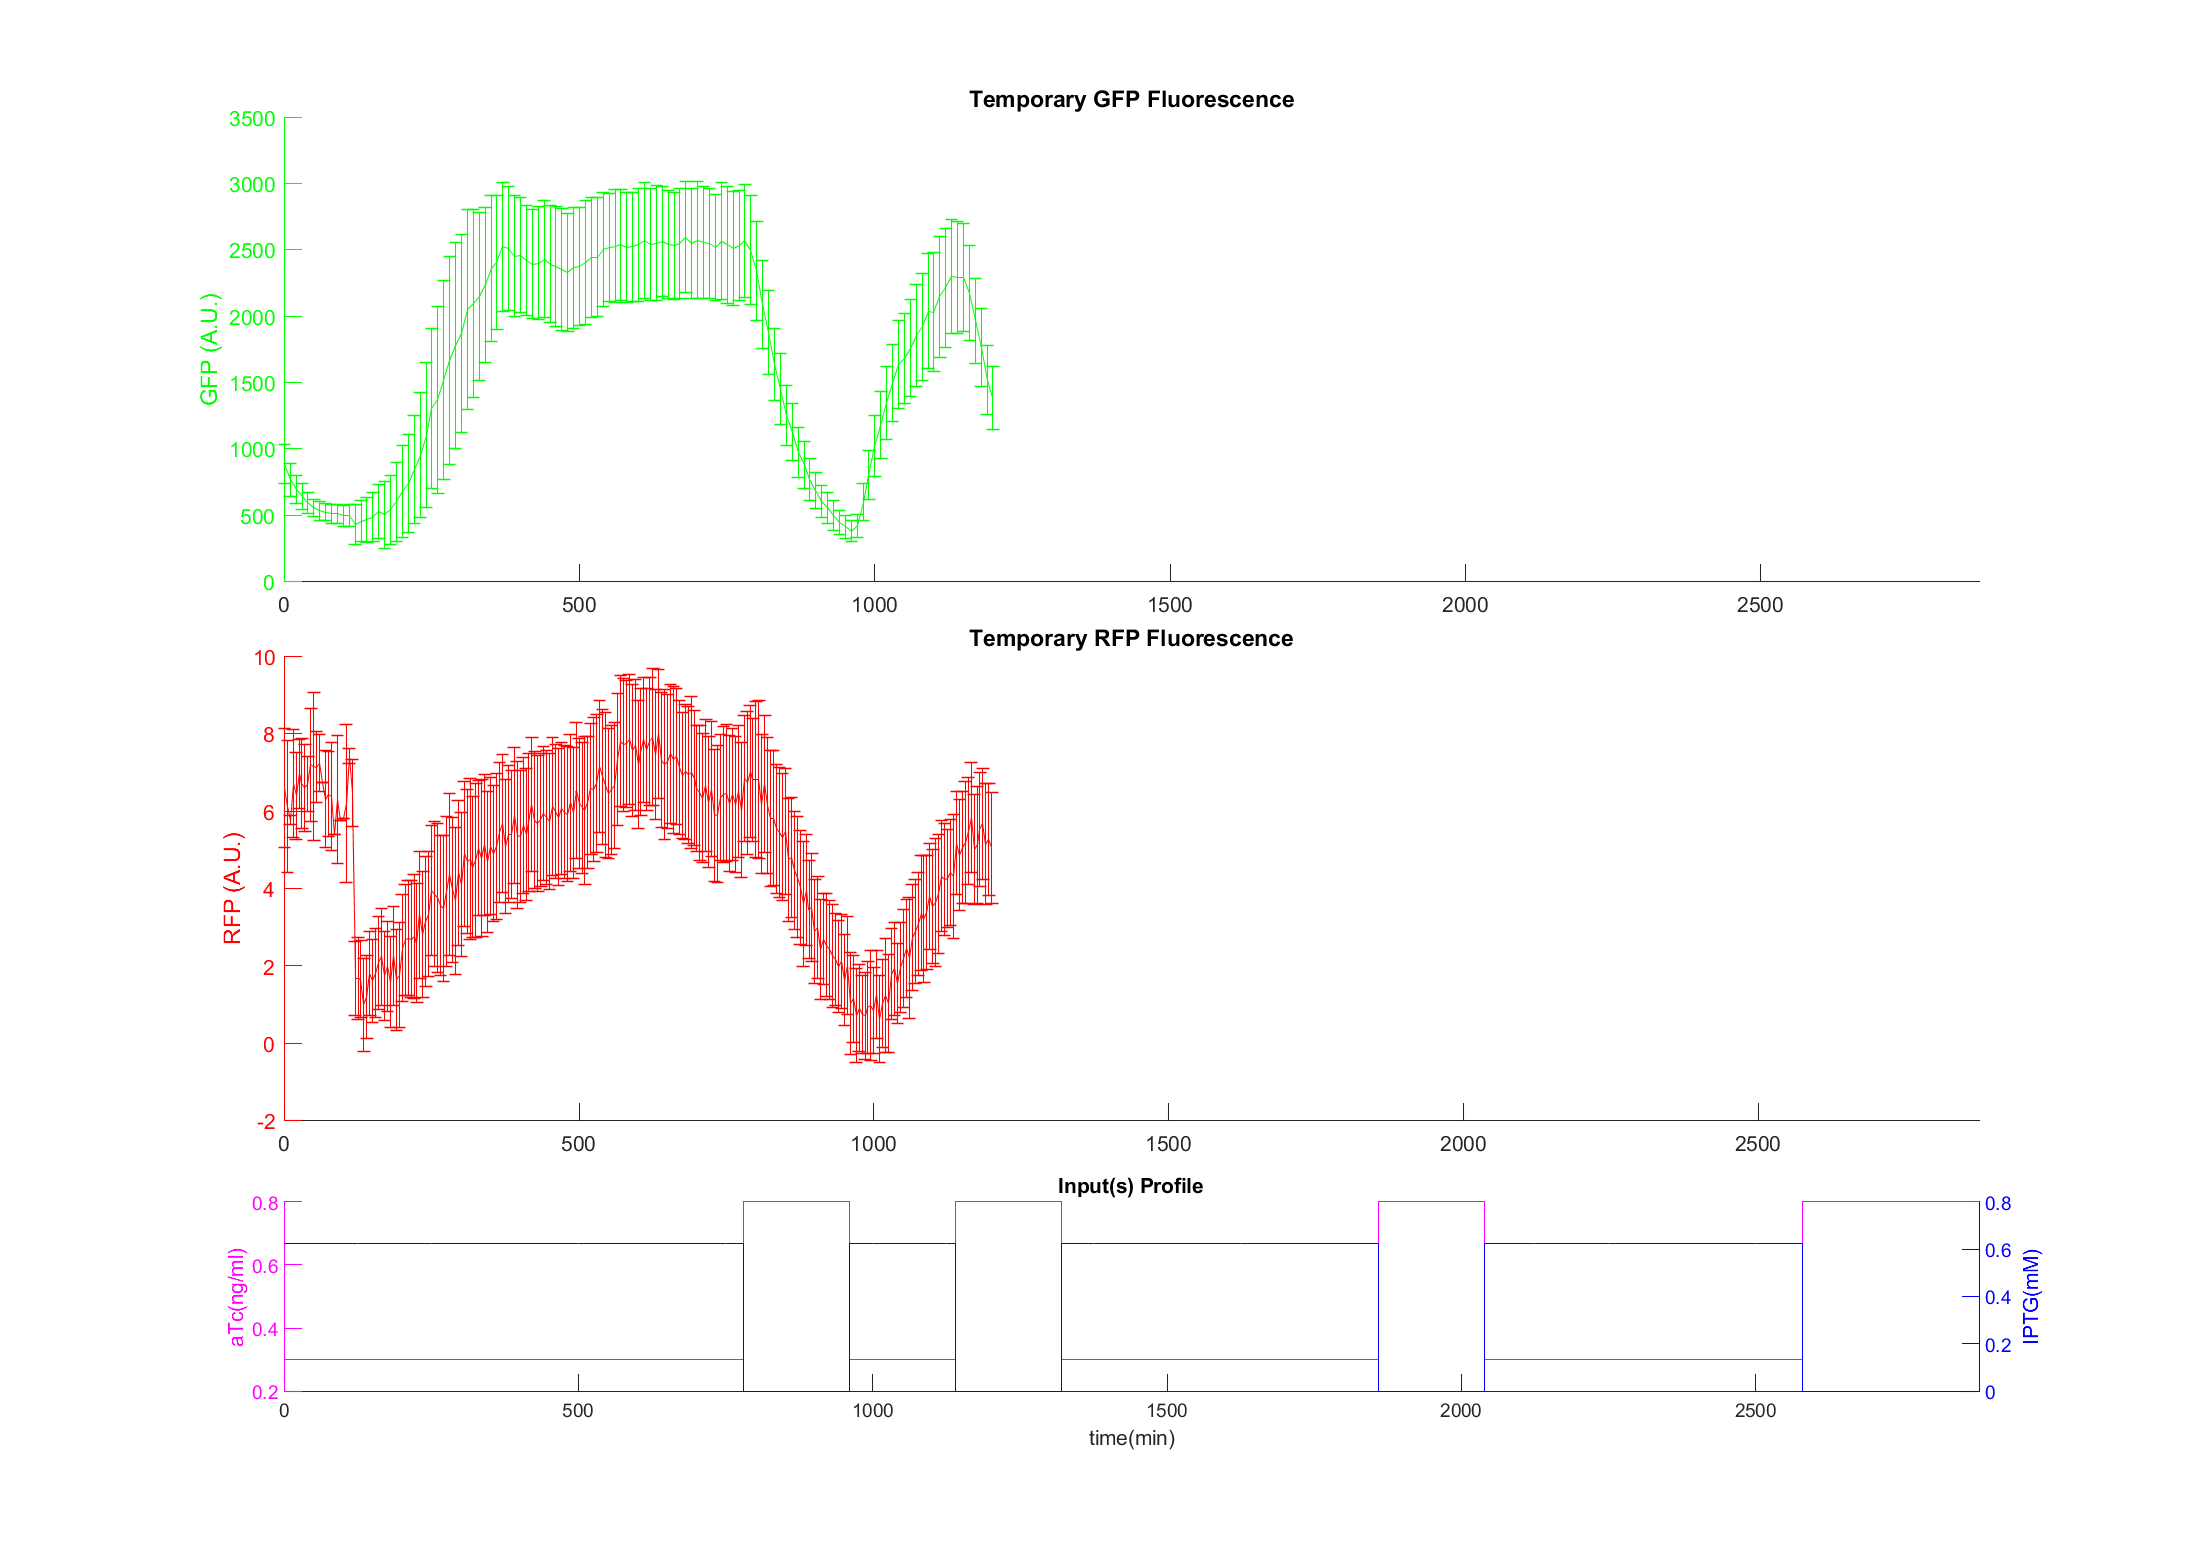 Temporary GFP Fluorescence
3500
3000
2500
2000
1500
1000
500
0
GFP (A.U.)
0 500 1000 1500 2000 2500
Temporary RFP Fluorescence
10
8
6
4
2
0
-2
RFP (A.U.)
0 500 1000 1500 2000 2500
Input(s) Profile
0.8
0.6
0.4
0.2
aTc(ng/ml)
0.8
0.6
0.4
0.2
0
IPTG(mM)
0 500 1000 1500 2000 2500
time(min)